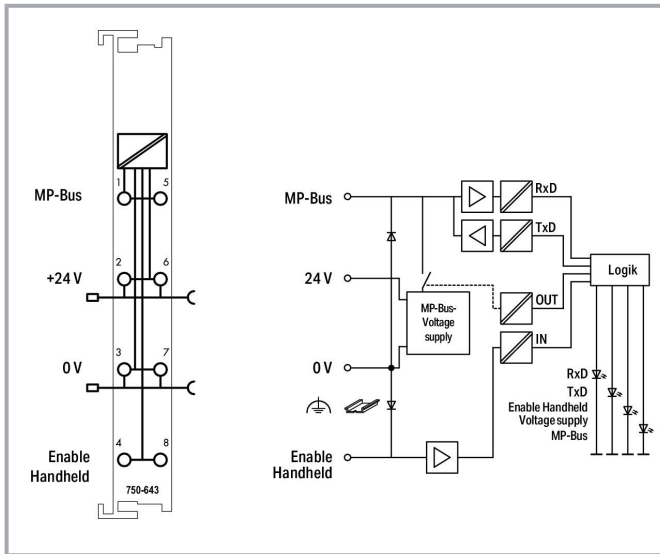 1
5
MP-Bus
2
6
+24 V
3
7
0 V
4
8
Enable
Handheld
750-643
MP-Bus
RxD
TxD
24 V
MP-Bus-
Voltage
supply
OUT
IN
0 V
Enable
Handheld
Logik
RxD
TxD
Enable Handheld
Voltage supply
MP-Bus